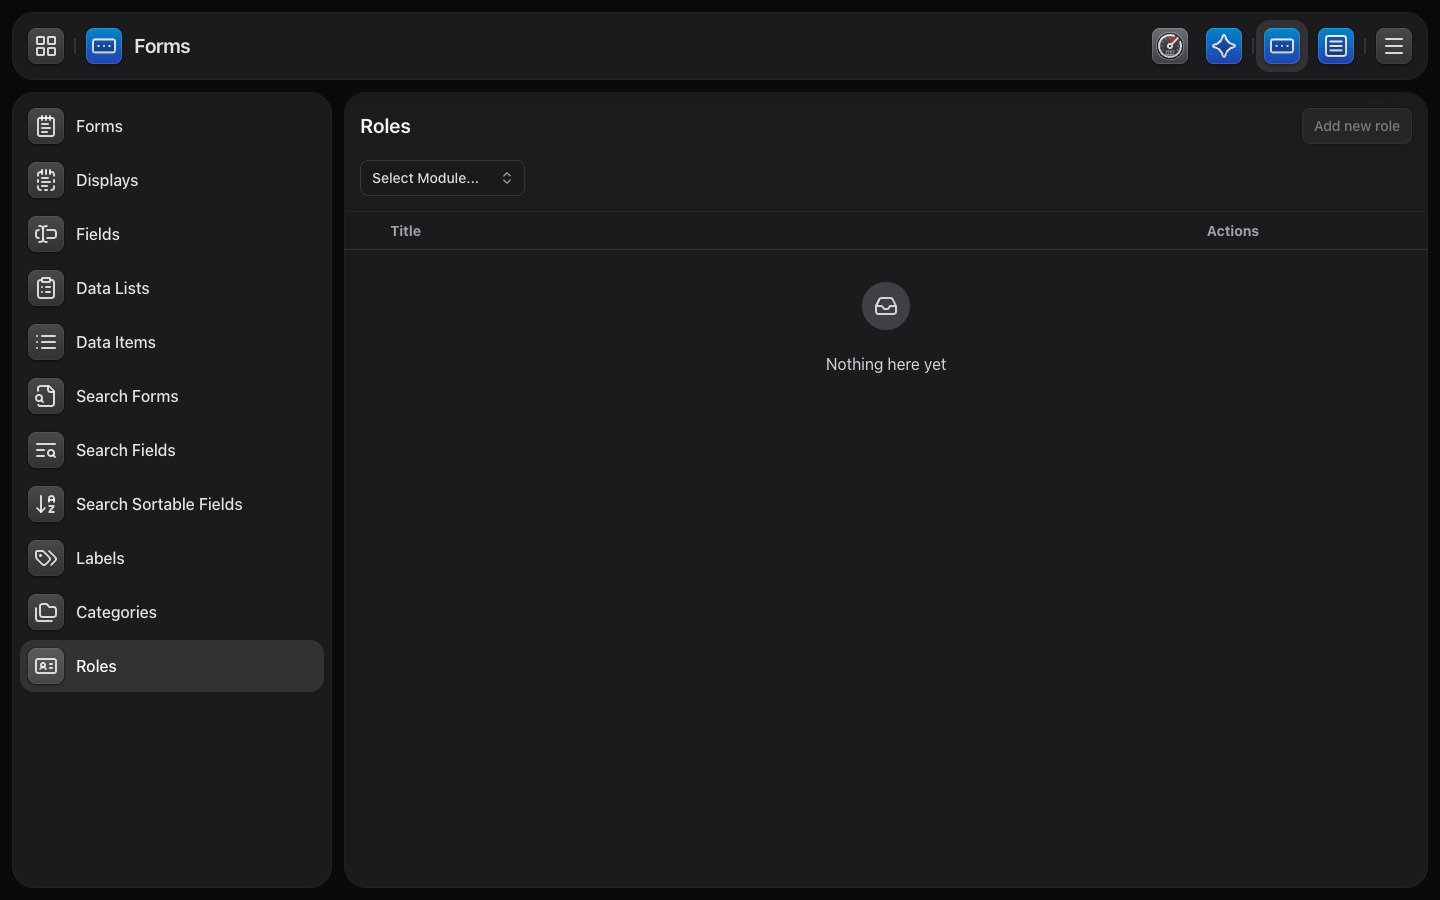 Forms
Forms
Displays
Fields
Data Lists
Data Items
Search Forms
Search Fields
Search Sortable Fields
Labels
Categories
Roles
Roles
Add new role
Select Module...
Title
Actions
Nothing here yet